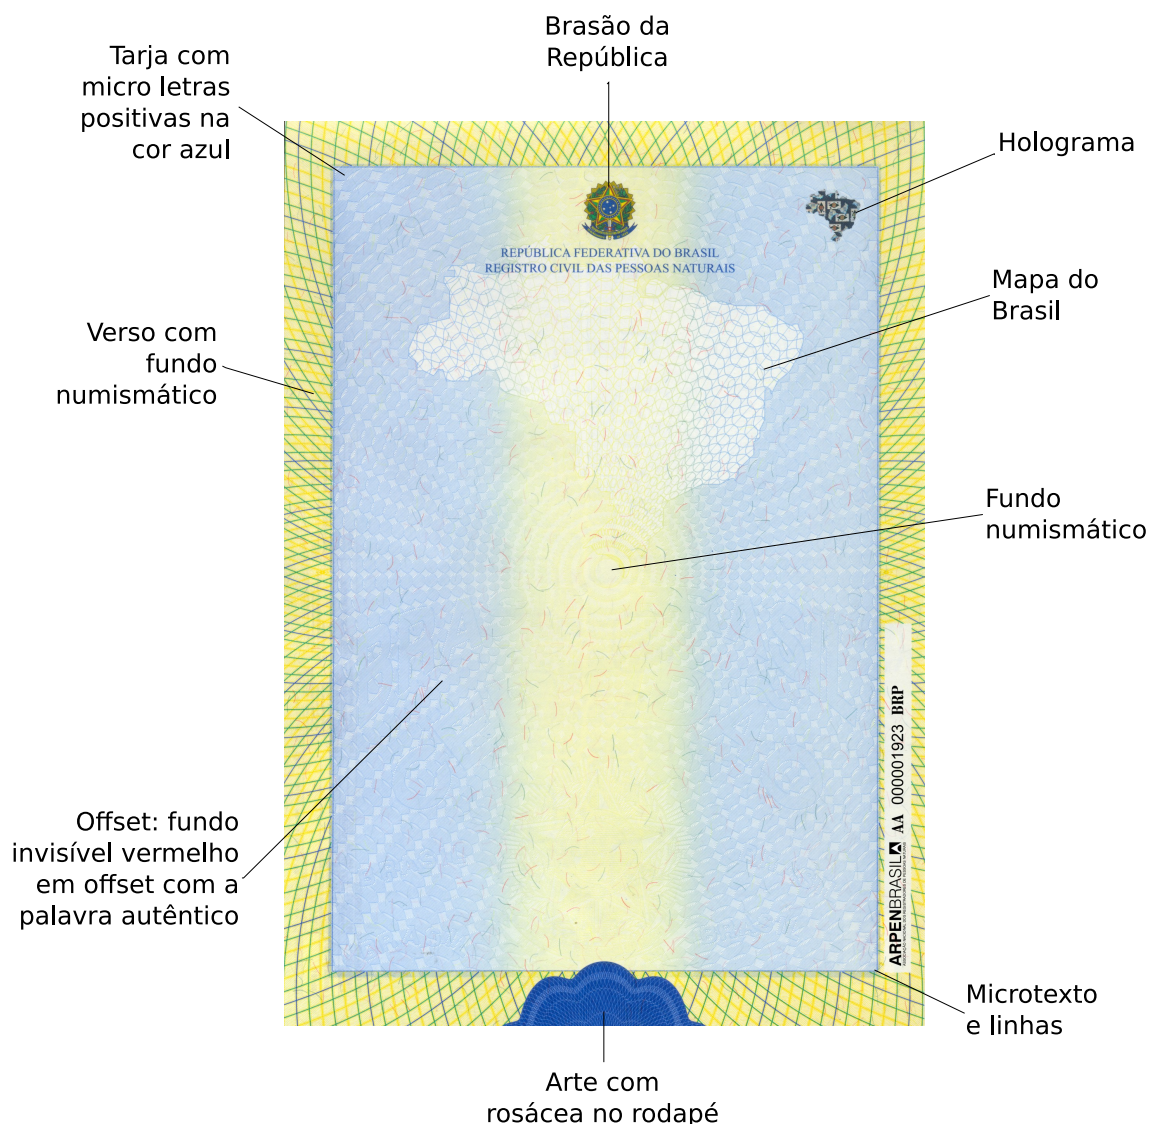 Brasão da
República
Tarja com
micro letras
positivas na
cor azul
Holograma
REPÚBLICA FEDERATIVA DO BRASIL
REGISTRO CIVIL DAS PESSOAS NATURAIS
Mapa do
Brasil
Verso com
fundo
numismático
Fundo
numismático
Offset: fundo
invisível vermelho
em offset com a
palavra autêntico
ARPENBRASIL AA 000001923 BRP
Microtexto
e linhas
Arte com
rosácea no rodapé